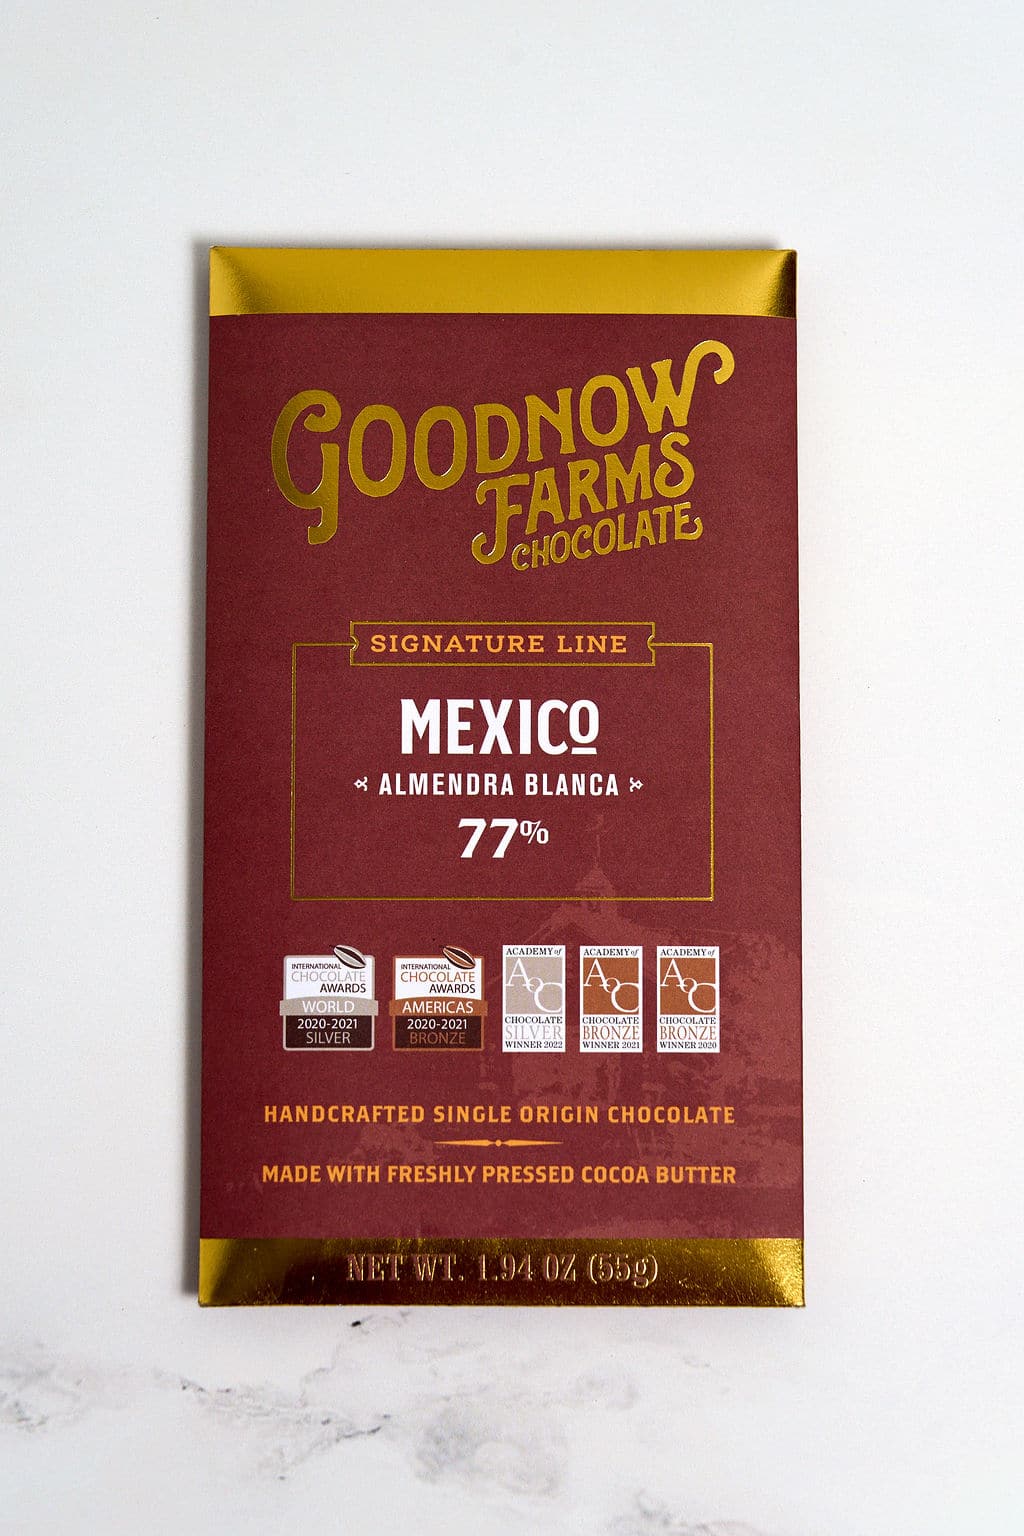 GOODNOW
FARMS
CHOCOLATE
SIGNATURE LINE
MEXICO
ALMENDRA BLANCA
77%
INTERNATIONAL
CHOCOLATE
AWARDS
WORLD
2020-2021
SILVER
INTERNATIONAL
CHOCOLATE
AWARDS
AMERICAS
2020-2021
BRONZE
ACADEMY of
AOC
CHOCOLATE
SILVER
WINNER 2022
ACADEMY of
AOC
CHOCOLATE
BRONZE
WINNER 2021
ACADEMY of
AOC
CHOCOLATE
BRONZE
WINNER 2020
HANDCRAFTED SINGLE ORIGIN CHOCOLATE
MADE WITH FRESHLY PRESSED COCOA BUTTER
NET WT. 1.94 OZ (55g)